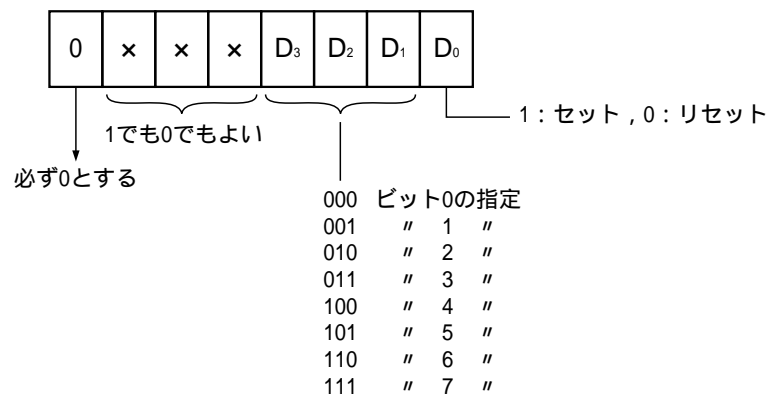 0 × × × D₃ D₂ D₁ D₀
1:セット,0:リセット
1でも0でもよい
必ず0とする
000 ビット0の指定
001 〃 1 〃
010 〃 2 〃
011 〃 3 〃
100 〃 4 〃
101 〃 5 〃
110 〃 6 〃
111 〃 7 〃